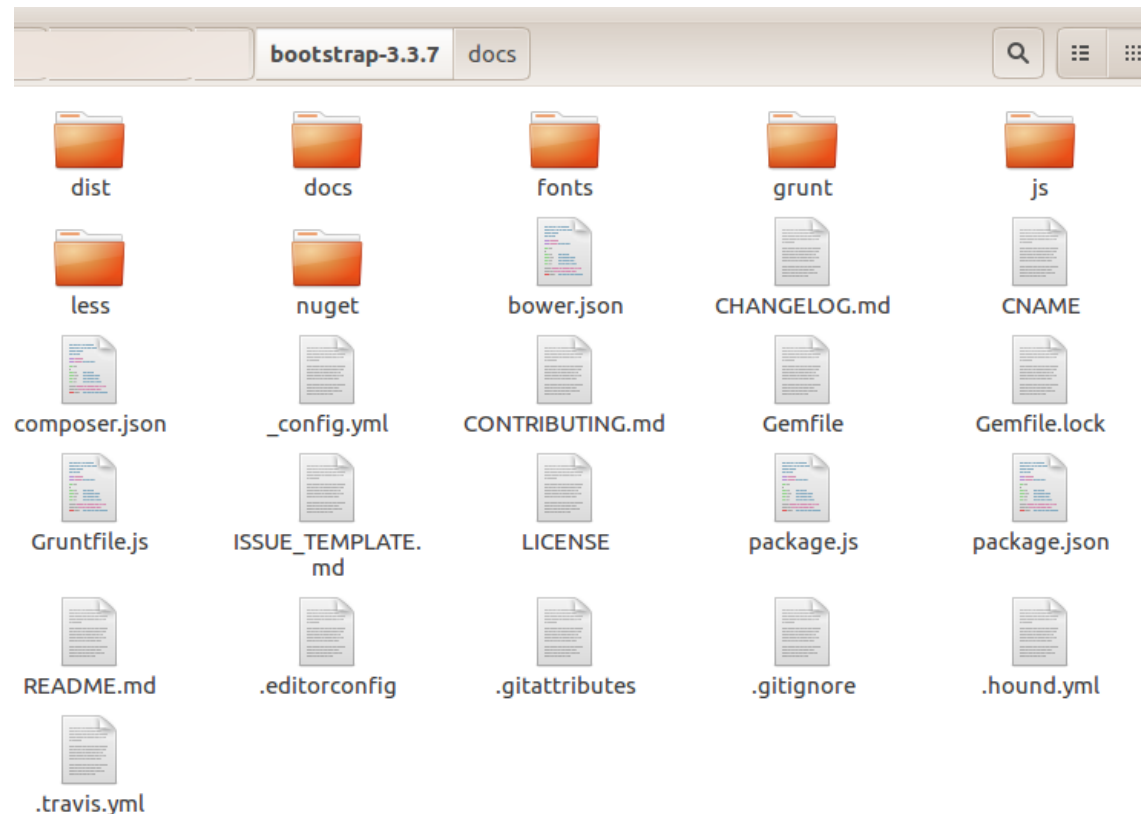 bootstrap-3.3.7 docs
dist docs fonts grunt js
less nuget bower.json CHANGELOG.md CNAME
composer.json _config.yml CONTRIBUTING.md Gemfile Gemfile.lock
Gruntfile.js ISSUE_TEMPLATE. LICENSE package.js package.json
md
README.md .editorconfig .gitattributes .gitignore .hound.yml
.travis.yml